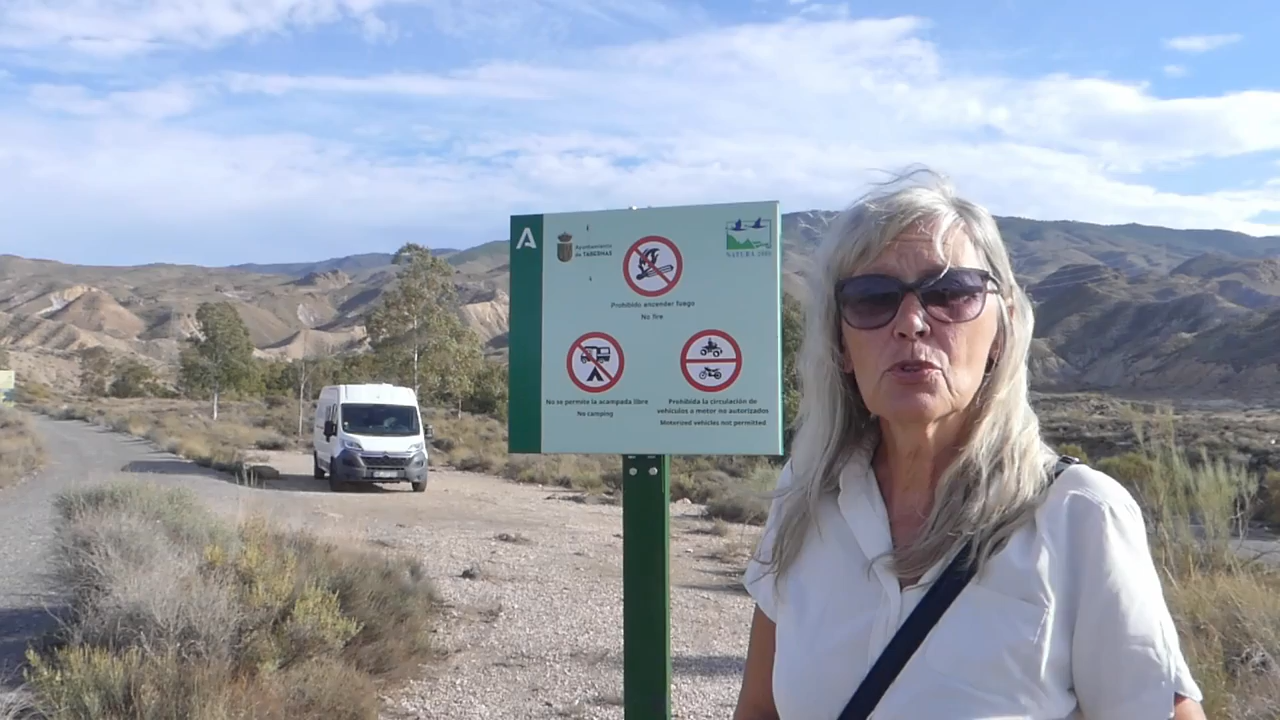 A
Ayuntamiento
de TABERNAS
NATURA 2000
Prohibido encender fuego
No fire
No se permite la acampada libre
No camping
Prohibida la circulación de
vehículos a motor no autorizados
Motorized vehicles not permitted